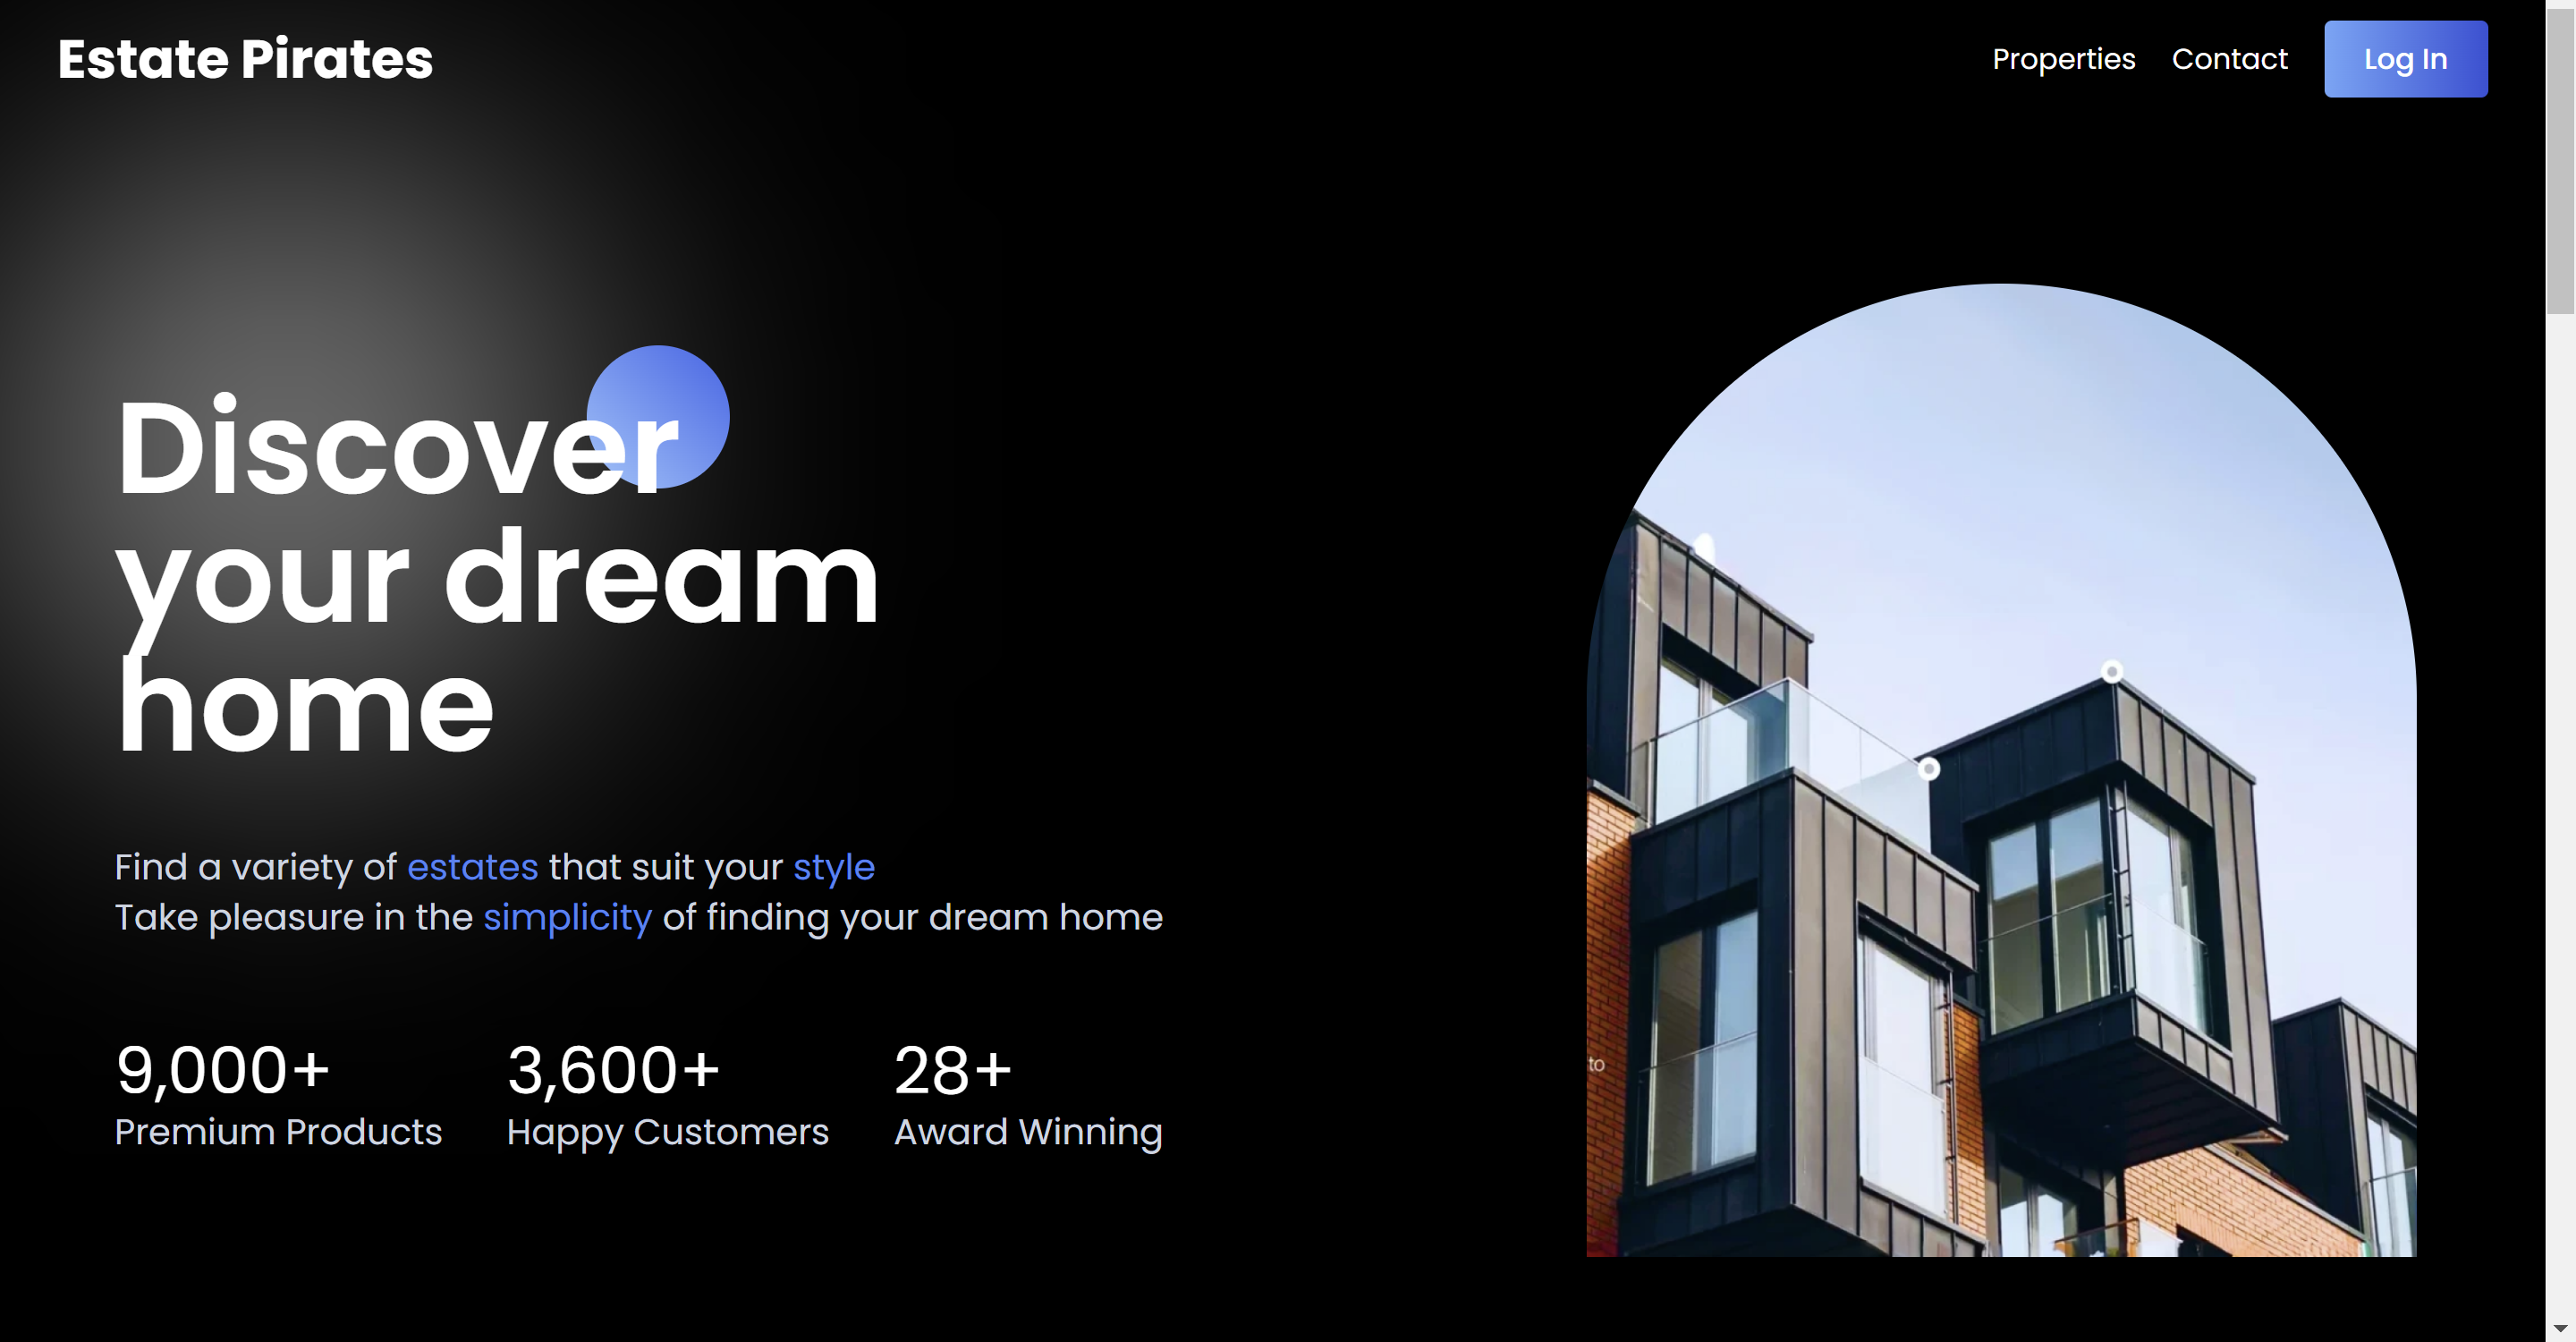 Estate Pirates
Properties
Contact
Log In
Discover
your dream
home
Find a variety of estates that suit your style
Take pleasure in the simplicity of finding your dream home
9,000+
Premium Products
3,600+
Happy Customers
28+
Award Winning
to